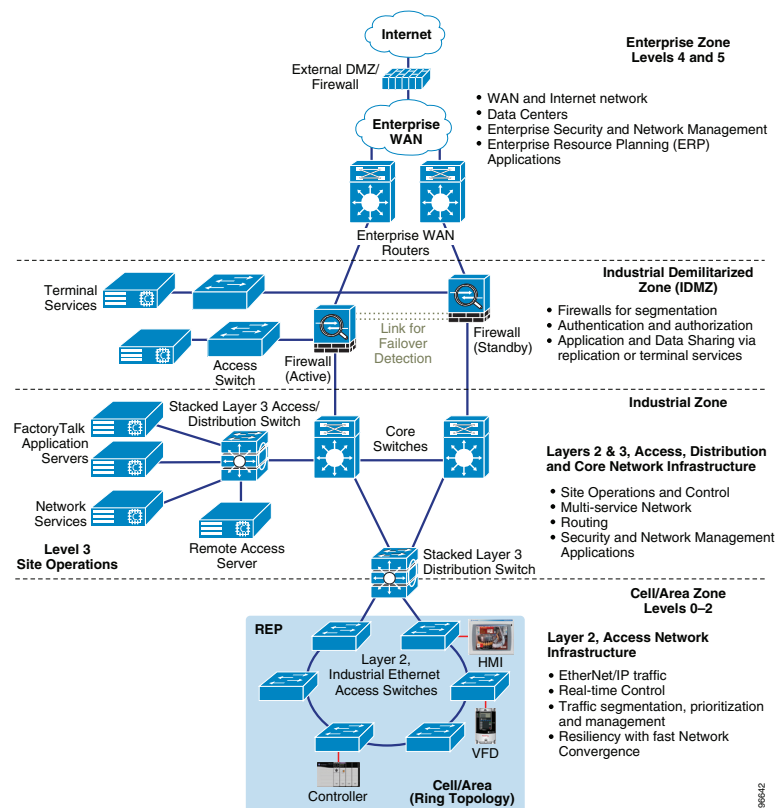 Internet
External DMZ/
Firewall
Enterprise
WAN
Enterprise Zone
Levels 4 and 5
• WAN and Internet network
• Data Centers
• Enterprise Security and Network Management
• Enterprise Resource Planning (ERP)
Applications
Enterprise WAN
Routers
Terminal
Services
Access
Switch
Firewall
(Active)
Link for
Failover
Detection
Firewall
(Standby)
Industrial Demilitarized
Zone (IDMZ)
• Firewalls for segmentation
• Authentication and authorization
• Application and Data Sharing via
replication or terminal services
Industrial Zone
FactoryTalk
Application
Servers
Stacked Layer 3 Access/
Distribution Switch
Core
Switches
Layers 2 & 3, Access, Distribution
and Core Network Infrastructure
• Site Operations and Control
• Multi-service Network
• Routing
• Security and Network Management
Applications
Network
Services
Level 3
Site Operations
Remote Access
Server
Stacked Layer 3
Distribution Switch
Cell/Area Zone
Levels 0–2
REP
Layer 2,
Industrial Ethernet
Access Switches
HMI
VFD
Controller
Cell/Area
(Ring Topology)
Layer 2, Access Network
Infrastructure
• EtherNet/IP traffic
• Real-time Control
• Traffic segmentation, prioritization
and management
• Resiliency with fast Network
Convergence